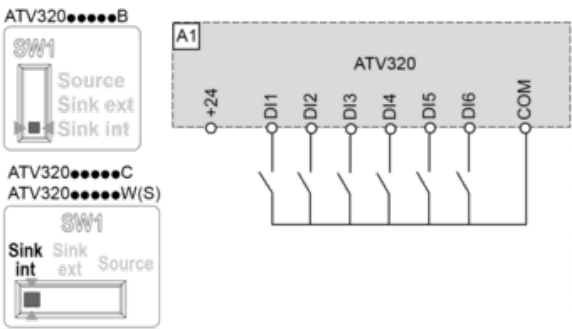 ATV320●●●●●B
SW1
Source
Sink ext
Sink int
ATV320●●●●●C
ATV320●●●●●W(S)
SW1
Sink int
Sink ext
Source
A1
ATV320
+24
DI1
DI2
DI3
DI4
DI5
DI6
COM